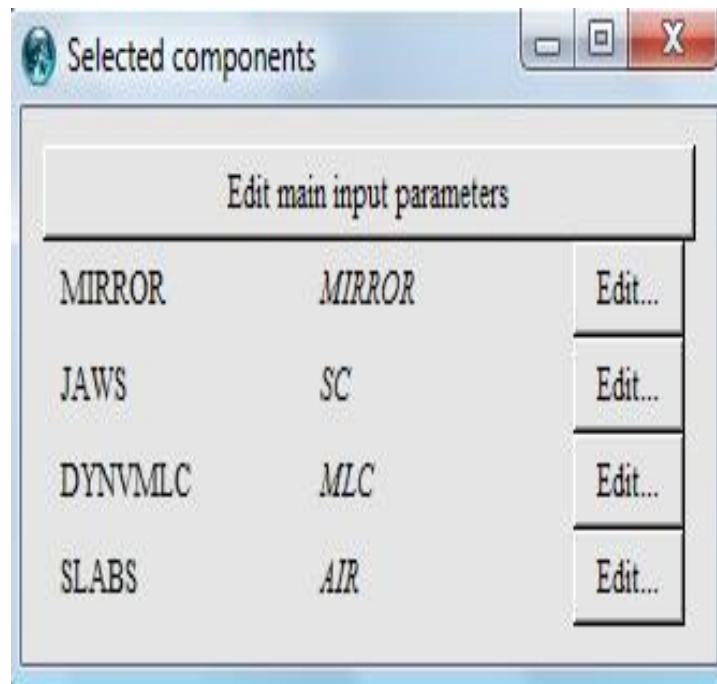 Selected components
X
Edit main input parameters
MIRROR MIRROR Edit...
JAWS SC Edit...
DYNVMLC MLC Edit...
SLABS AIR Edit...